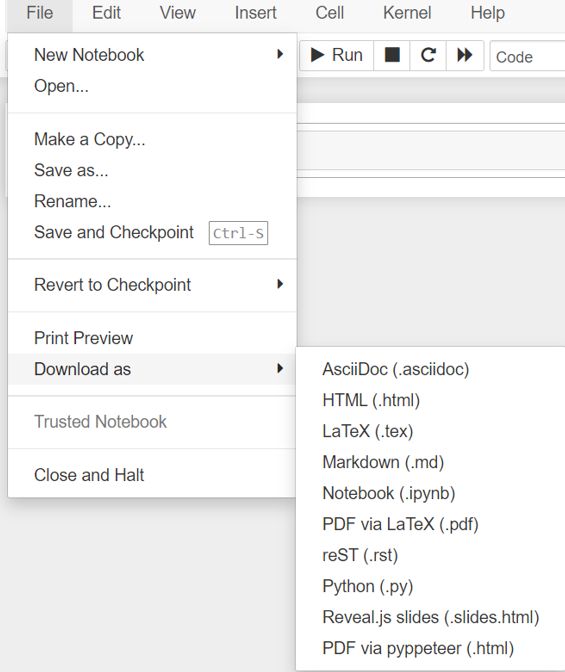 File Edit View Insert Cell Kernel Help
New Notebook
Run
Code
Open...
Make a Copy...
Save as...
Rename...
Save and Checkpoint Ctrl-S
Revert to Checkpoint
Print Preview
Download as
Trusted Notebook
Close and Halt
AsciiDoc (.asciidoc)
HTML (.html)
LaTeX (.tex)
Markdown (.md)
Notebook (.ipynb)
PDF via LaTeX (.pdf)
reST (.rst)
Python (.py)
Reveal.js slides (.slides.html)
PDF via pyppeteer (.html)